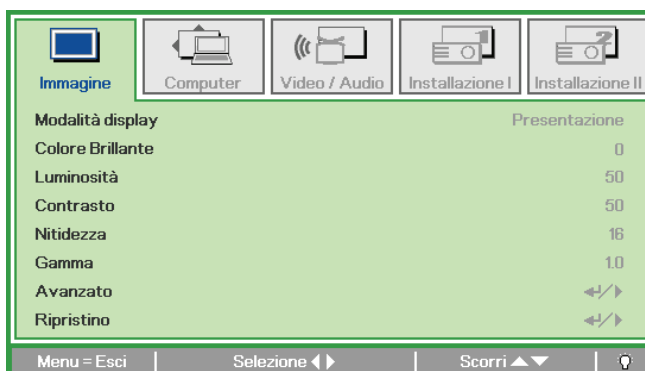 Immagine Computer Video / Audio Installazione I Installazione II
Modalità display Presentazione
Colore Brillante 0
Luminosità 50
Contrasto 50
Nitidezza 16
Gamma 1.0
Avanzato
Ripristino
Menu = Esci Selezione Scorri